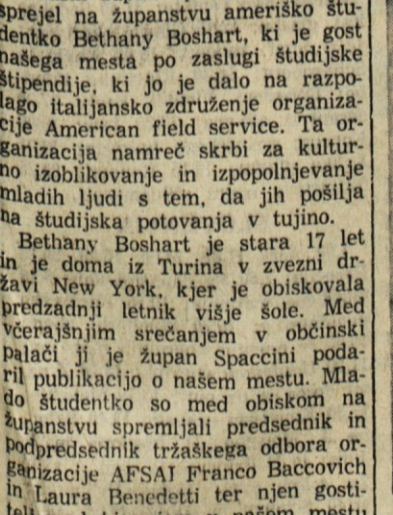 sprejel na županstvu ameriško štu-
dentko Bethany Boshart, ki je gost
našega mesta po zaslugi študijske
štipendije, ki jo je dalo na razpo-
lago italijansko združenje organiza-
cije American field service. Ta or-
ganizacija namreč skrbi za kultur-
no izoblikovanje in izpopolnjevanje
mladih ljudi s tem, da jih pošilja
na študijska potovanja v tujino.
Bethany Boshart je stara 17 let
in je doma iz Turina v zvezni dr-
žavi New York, kjer je obiskovala
predzadnji letnik višje šole. Med
včerajšnjim srečanjem v občinski
palači ji je župan Spaccini poda-
ril publikacijo o našem mestu. Mla-
do študentko so med obiskom na
županstvu spremljali predsednik in
podpredsednik tržaškega odbora or-
ganizacije AFSAI Franco Baccovich
in Laura Benedetti ter njen gosti-
našem mestu